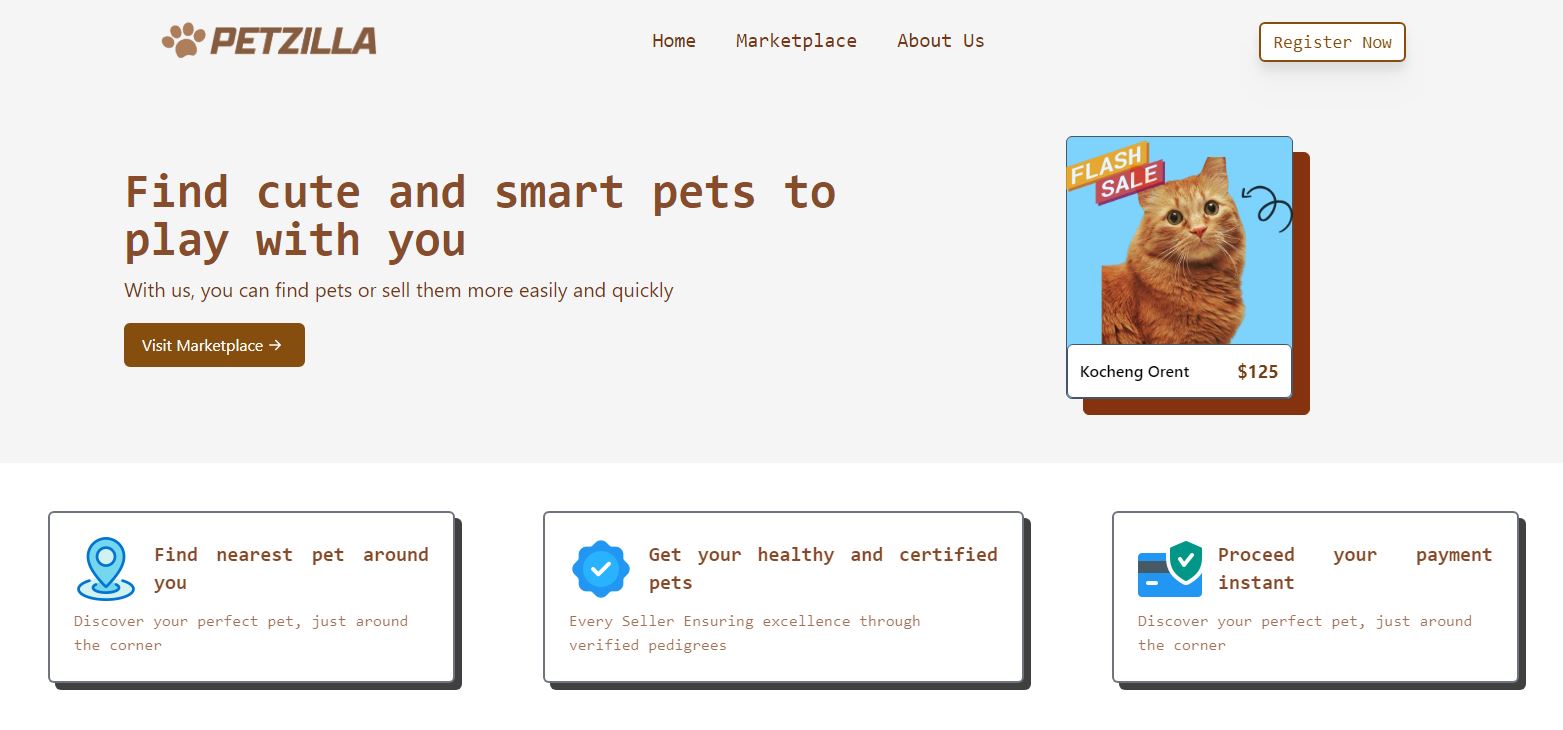 PETZILLA
Home
Marketplace
About Us
Register Now
Find cute and smart pets to
play with you
With us, you can find pets or sell them more easily and quickly
Visit Marketplace →
FLASH
SALE
Kocheng Orent
$125
Find nearest pet around
you
Discover your perfect pet, just around
the corner
Get your healthy and certified
pets
Every Seller Ensuring excellence through
verified pedigrees
Proceed your payment
instant
Discover your perfect pet, just around
the corner